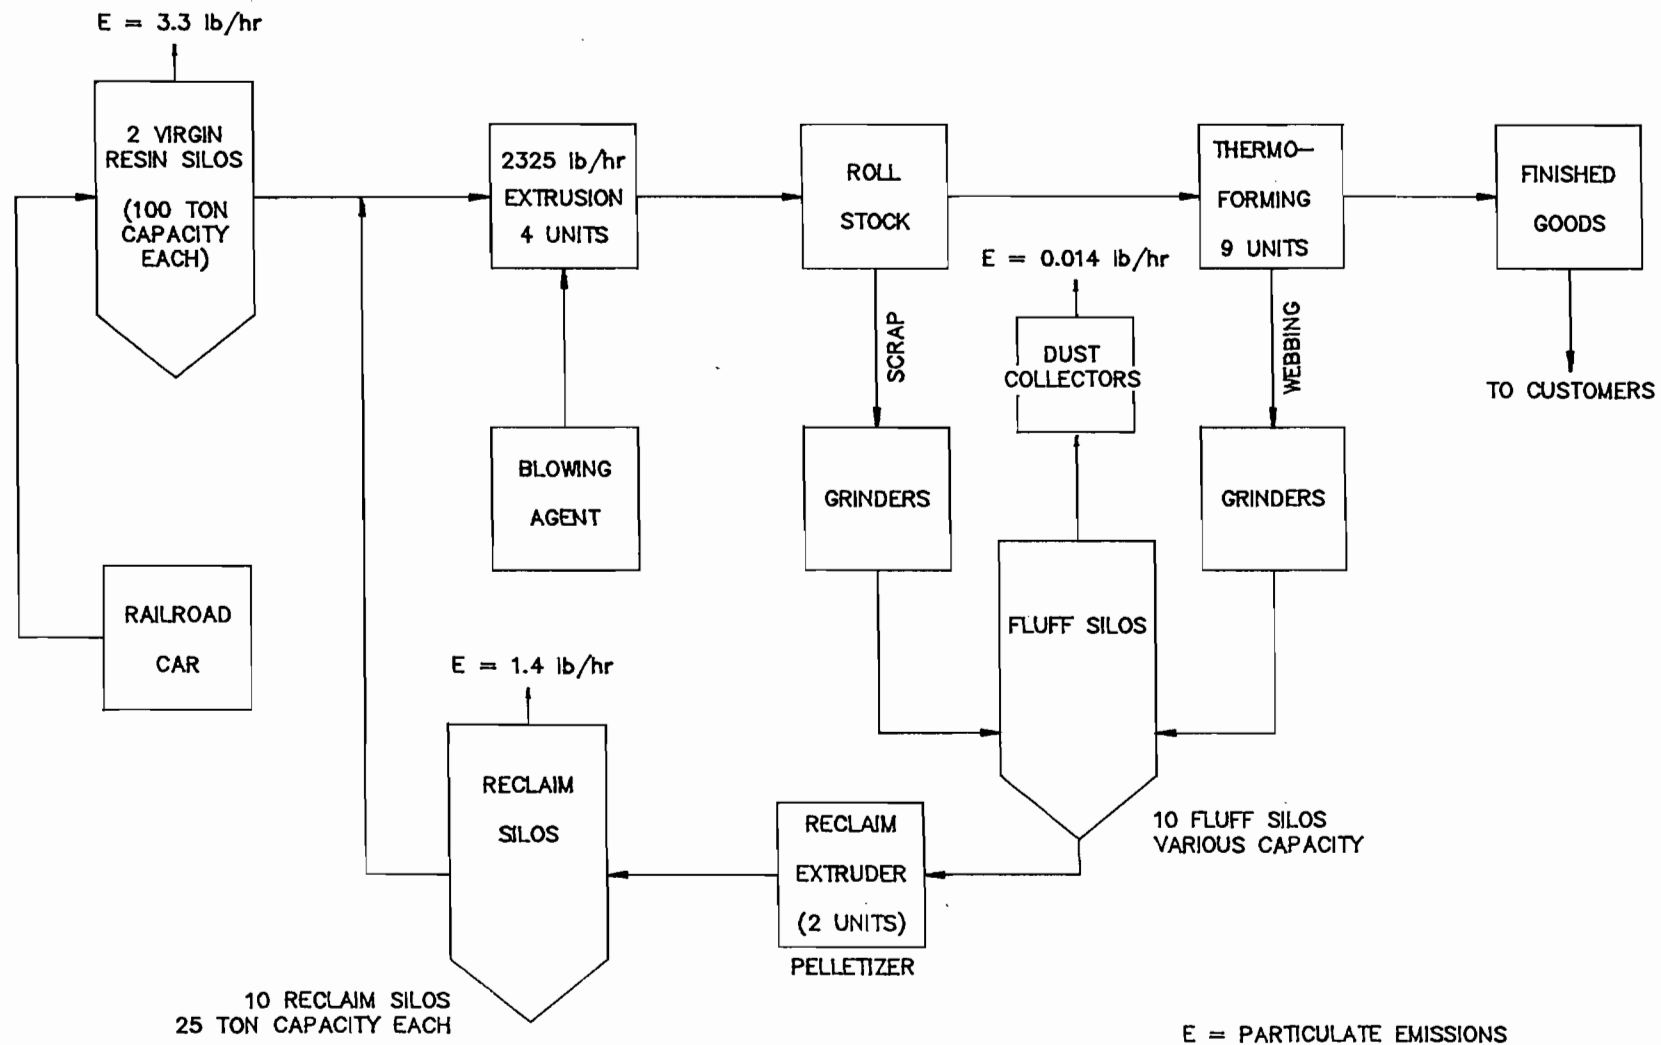 E = 3.3 lb/hr
2 VIRGIN
RESIN SILOS
(100 TON
CAPACITY
EACH)
2325 lb/hr
EXTRUSION
4 UNITS
ROLL
STOCK
THERMO-
FORMING
9 UNITS
FINISHED
GOODS
E = 0.014 lb/hr
SCRAP
DUST
COLLECTORS
WEBBING
TO CUSTOMERS
BLOWING
AGENT
GRINDERS
GRINDERS
RAILROAD
CAR
FLUFF SILOS
E = 1.4 lb/hr
RECLAIM
SILOS
RECLAIM
EXTRUDER
(2 UNITS)
PELLETIZER
10 FLUFF SILOS
VARIOUS CAPACITY
10 RECLAIM SILOS
25 TON CAPACITY EACH
E = PARTICULATE EMISSIONS